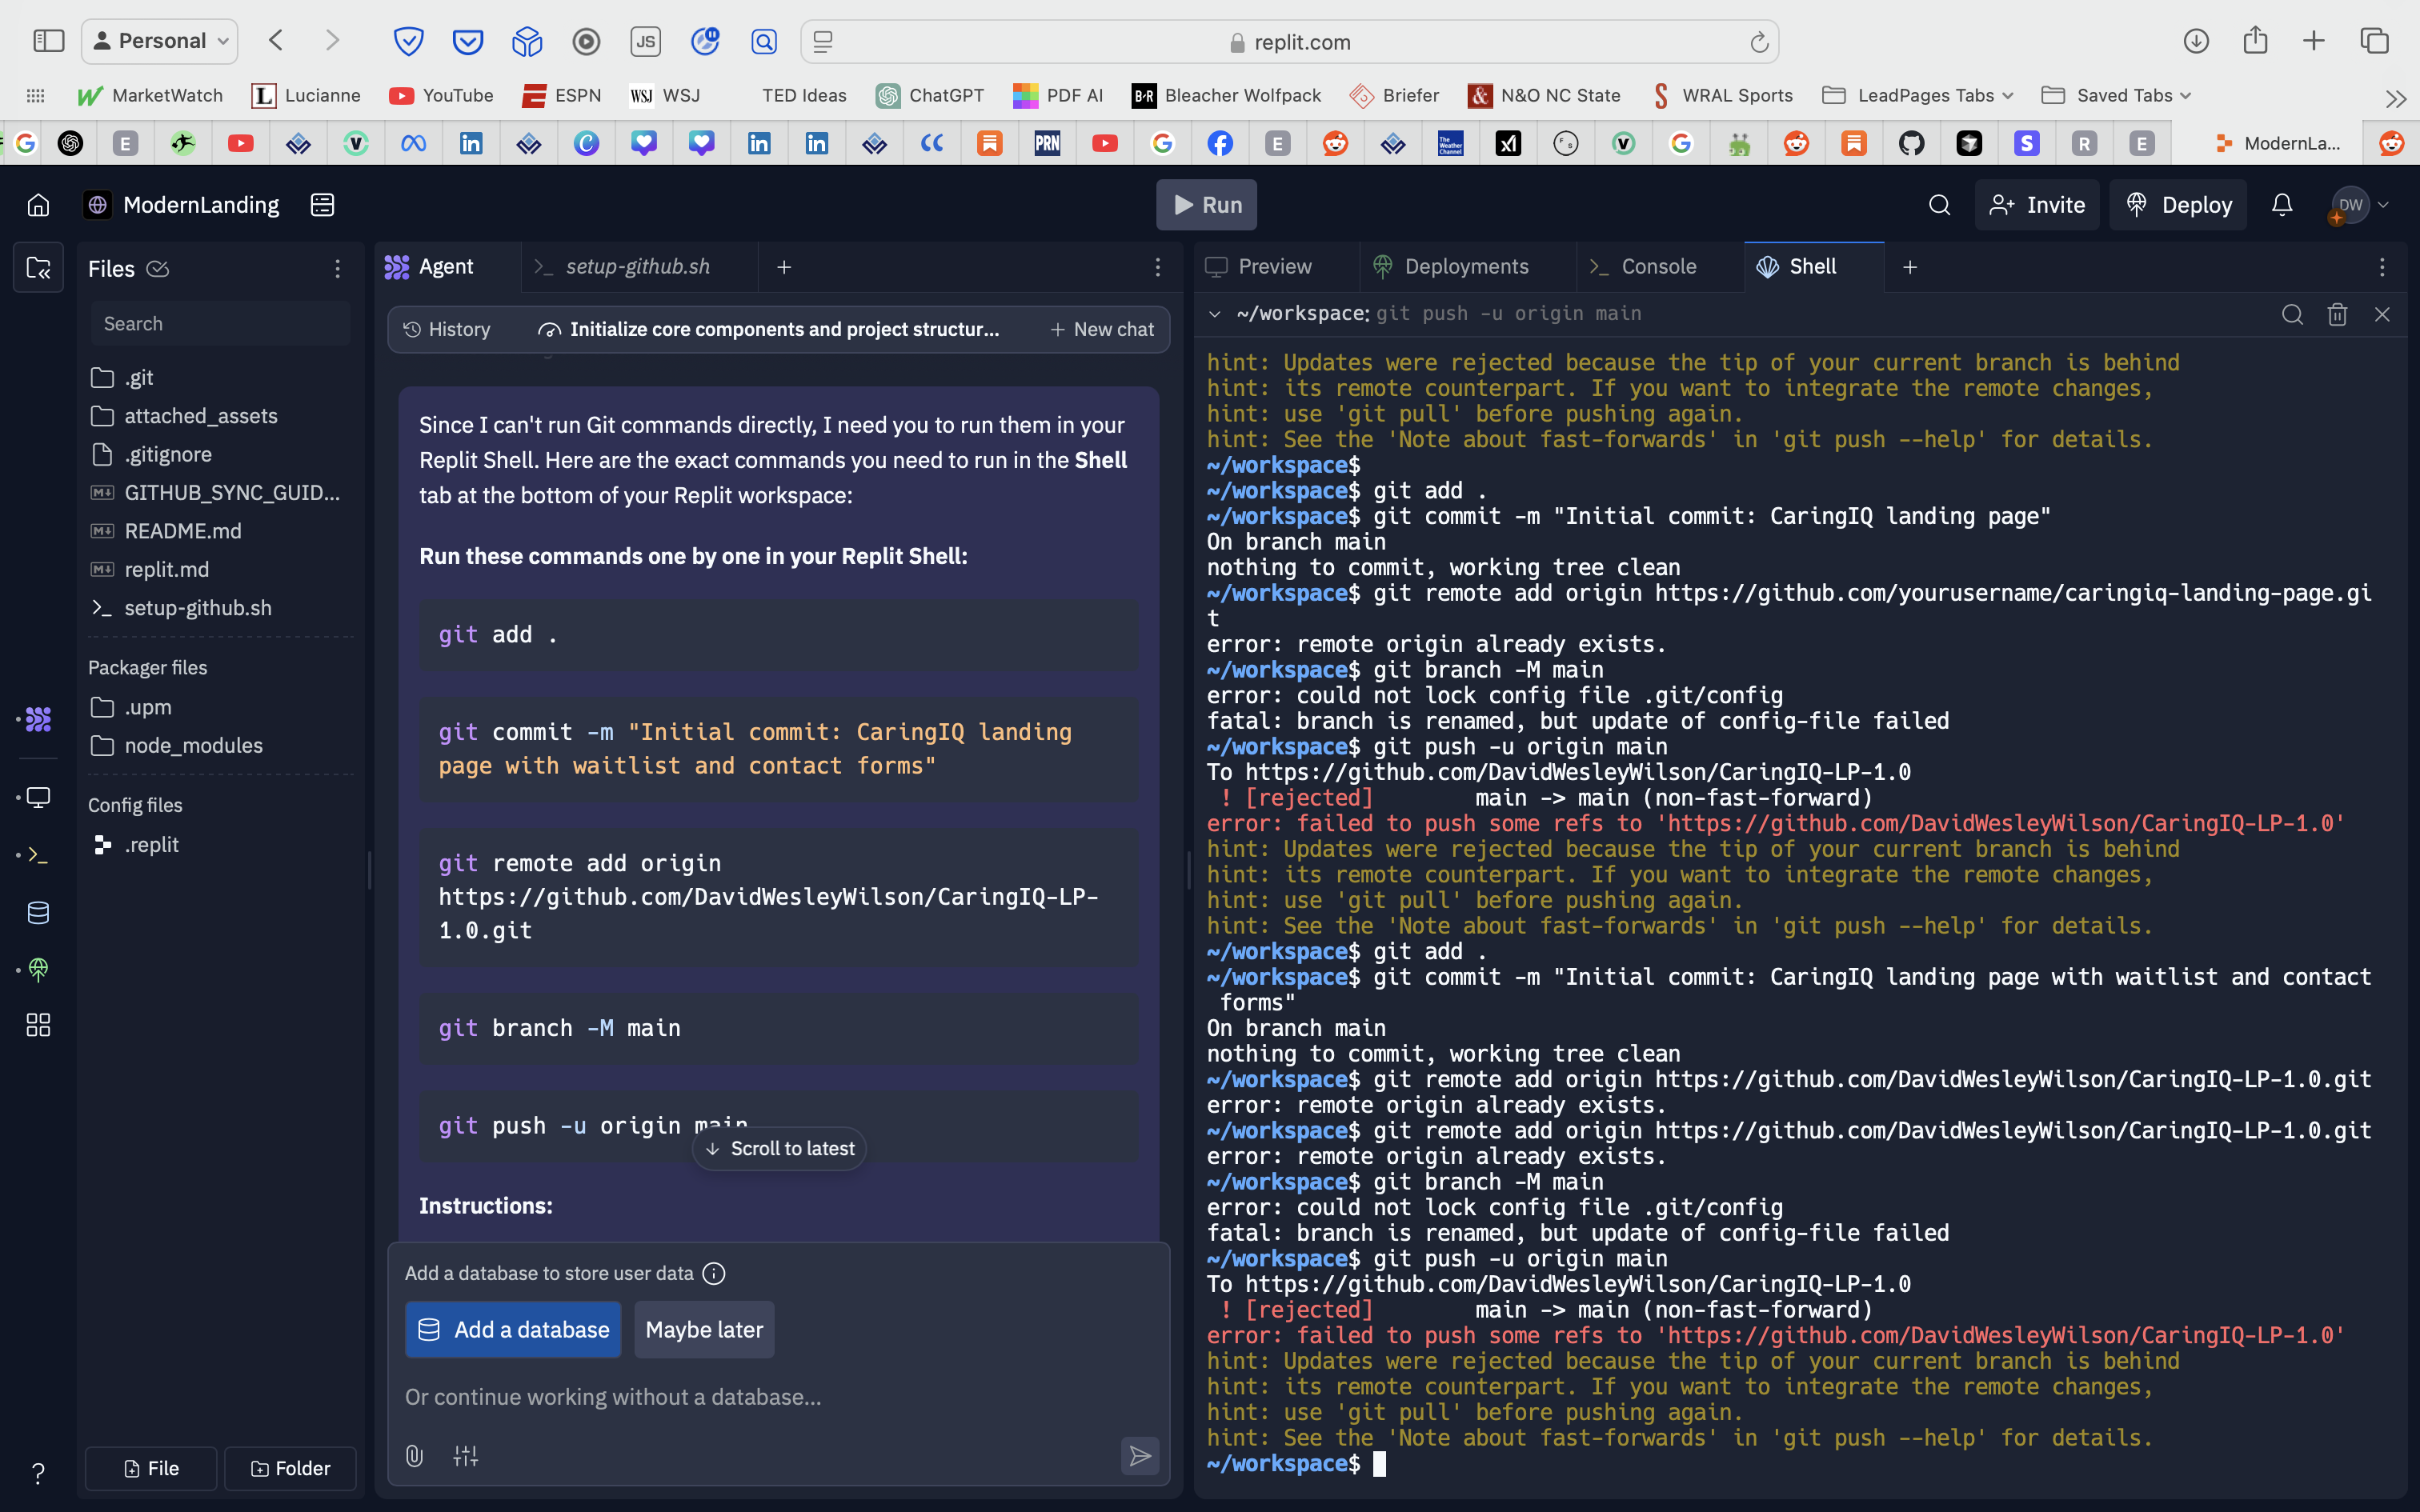 Personal
JS
replit.com
MarketWatch
L Lucianne
YouTube
ESPN
WSJ WSJ
TED Ideas
ChatGPT
PDF AI
B/R Bleacher Wolfpack
Briefer
N&O NC State
WRAL Sports
LeadPages Tabs
Saved Tabs
ModernLa...
ModernLanding
Run
Invite
Deploy
DW
Files
Search
.git
attached_assets
.gitignore
GITHUB_SYNC_GUID...
README.md
replit.md
setup-github.sh
Packager files
.upm
node_modules
Config files
.replit
File
Folder
Agent
setup-github.sh
History
Initialize core components and project structur...
New chat
Since I can't run Git commands directly, I need you to run them in your
Replit Shell. Here are the exact commands you need to run in the Shell
tab at the bottom of your Replit workspace:
Run these commands one by one in your Replit Shell:
git add .
git commit -m "Initial commit: CaringIQ landing
page with waitlist and contact forms"
git remote add origin
https://github.com/DavidWesleyWilson/CaringIQ-LP-
1.0.git
git branch -M main
git push -u origin main
Scroll to latest
Instructions:
Add a database to store user data
Add a database
Maybe later
Or continue working without a database...
Preview
Deployments
Console
Shell
~/workspace: git push -u origin main
hint: Updates were rejected because the tip of your current branch is behind
hint: its remote counterpart. If you want to integrate the remote changes,
hint: use 'git pull' before pushing again.
hint: See the 'Note about fast-forwards' in 'git push --help' for details.
~/workspace$
~/workspace$ git add .
~/workspace$ git commit -m "Initial commit: CaringIQ landing page"
On branch main
nothing to commit, working tree clean
~/workspace$ git remote add origin https://github.com/yourusername/caringiq-landing-page.gi
t
error: remote origin already exists.
~/workspace$ git branch -M main
error: could not lock config file .git/config
fatal: branch is renamed, but update of config-file failed
~/workspace$ git push -u origin main
To https://github.com/DavidWesleyWilson/CaringIQ-LP-1.0
! [rejected] main -> main (non-fast-forward)
error: failed to push some refs to 'https://github.com/DavidWesleyWilson/CaringIQ-LP-1.0'
hint: Updates were rejected because the tip of your current branch is behind
hint: its remote counterpart. If you want to integrate the remote changes,
hint: use 'git pull' before pushing again.
hint: See the 'Note about fast-forwards' in 'git push --help' for details.
~/workspace$ git add .
~/workspace$ git commit -m "Initial commit: CaringIQ landing page with waitlist and contact
forms"
On branch main
nothing to commit, working tree clean
~/workspace$ git remote add origin https://github.com/DavidWesleyWilson/CaringIQ-LP-1.0.git
error: remote origin already exists.
~/workspace$ git remote add origin https://github.com/DavidWesleyWilson/CaringIQ-LP-1.0.git
error: remote origin already exists.
~/workspace$ git branch -M main
error: could not lock config file .git/config
fatal: branch is renamed, but update of config-file failed
~/workspace$ git push -u origin main
To https://github.com/DavidWesleyWilson/CaringIQ-LP-1.0
! [rejected] main -> main (non-fast-forward)
error: failed to push some refs to 'https://github.com/DavidWesleyWilson/CaringIQ-LP-1.0'
hint: Updates were rejected because the tip of your current branch is behind
hint: its remote counterpart. If you want to integrate the remote changes,
hint: use 'git pull' before pushing again.
hint: See the 'Note about fast-forwards' in 'git push --help' for details.
~/workspace$